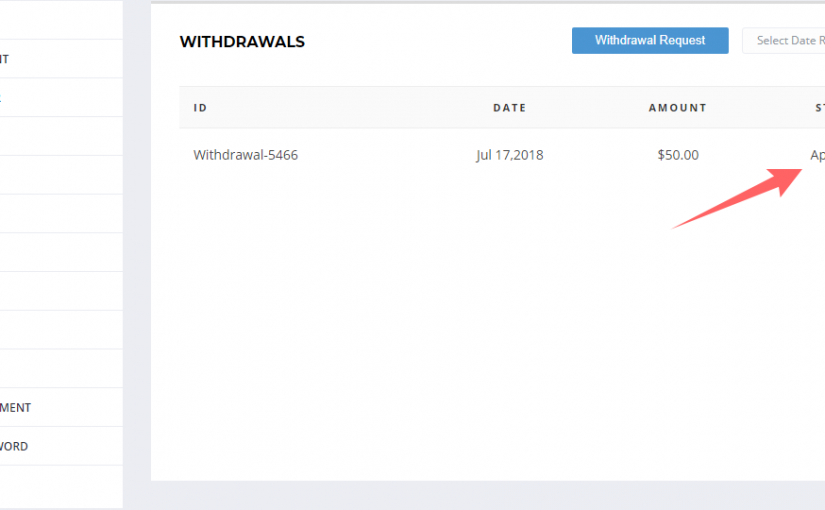 WITHDRAWALS
Withdrawal Request
Select Date R
ID DATE AMOUNT ST
Withdrawal-5466 Jul 17,2018 $50.00 Ap
NT
MENT
WORD